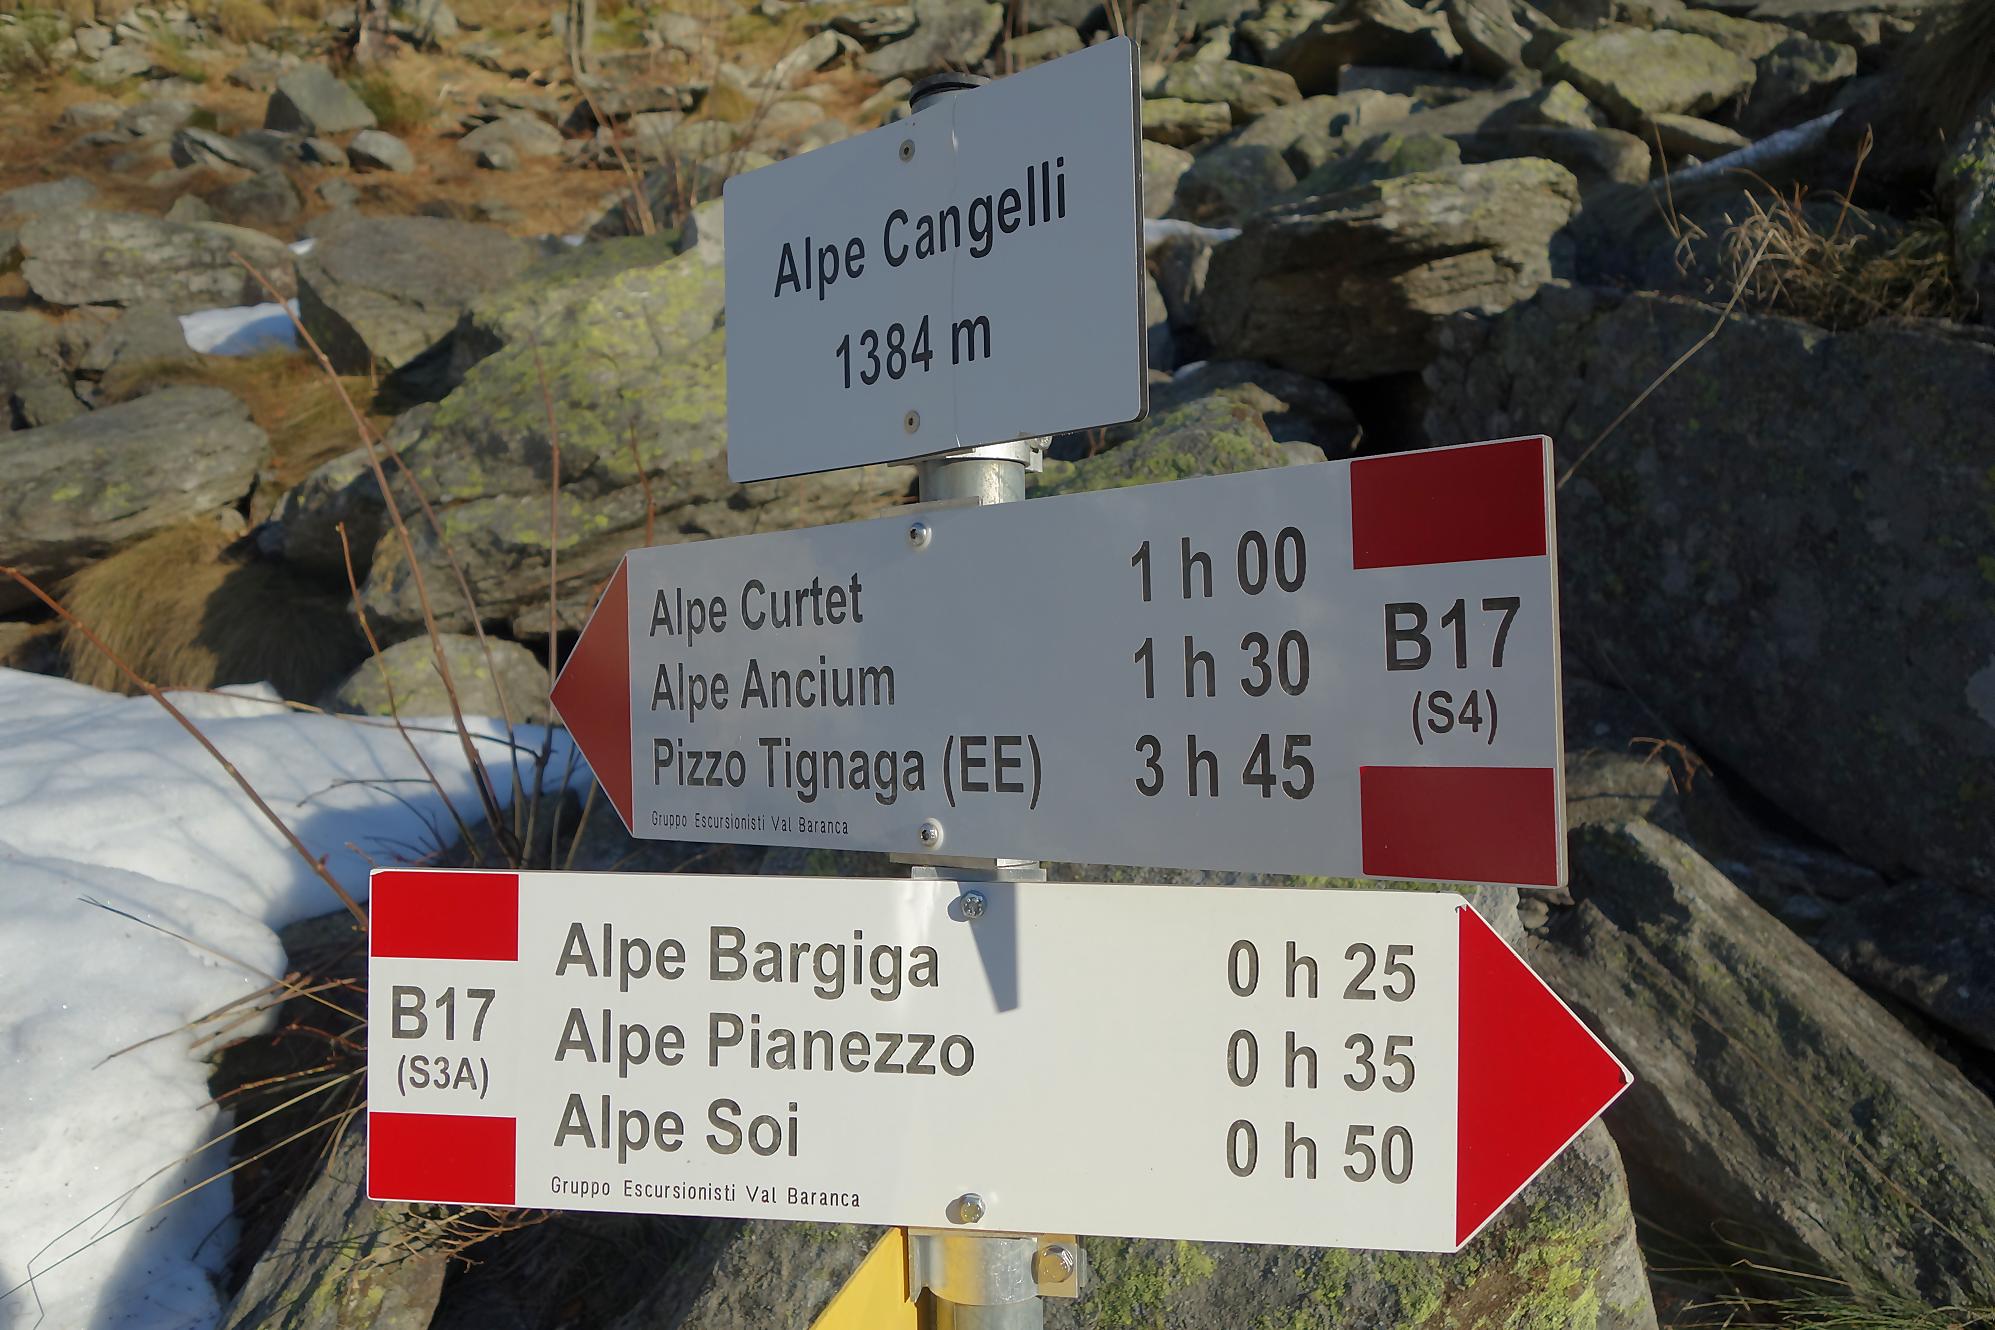 Alpe Cangelli
1384 m
Alpe Curtet 1 h 00
Alpe Ancium 1 h 30
Pizzo Tignaga (EE) 3 h 45
Gruppo Escursionisti Val Baranca
B17
(S4)
B17
(S3A)
Alpe Bargiga 0 h 25
Alpe Pianezzo 0 h 35
Alpe Soi 0 h 50
Gruppo Escursionisti Val Baranca